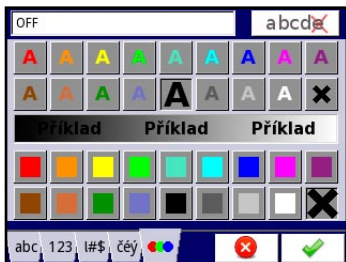 OFF abcde
A A A A A A A A A
A A A A A A A A
Příklad Příklad Příklad
abc 123 !#$ čéý